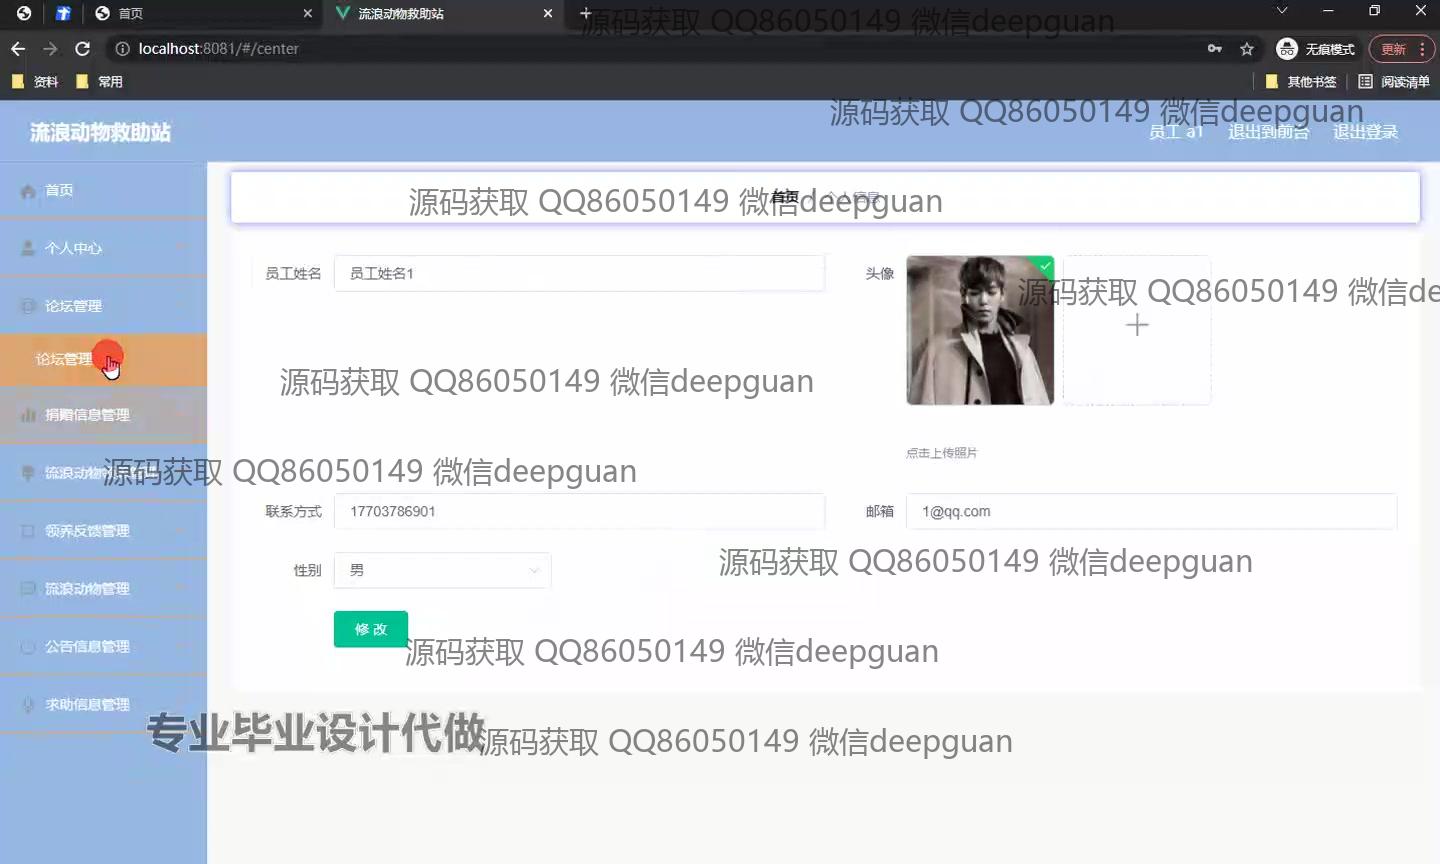 首页
流浪动物救助站
源码获取 QQ86050149 微信deepguan
localhost:8081/#/center
无痕模式
更新
资料
常用
其他书签
阅读清单
源码获取 QQ86050149 微信deepguan
流浪动物救助站
员工 a1
退出到前台
退出登录
首页
首页
个人信息
源码获取 QQ86050149 微信deepguan
个人中心
员工姓名
员工姓名1
头像
源码获取 QQ86050149 微信de
论坛管理
论坛管理
源码获取 QQ86050149 微信deepguan
捐赠信息管理
点击上传照片
流浪动物
源码获取 QQ86050149 微信deepguan
联系方式
17703786901
邮箱
1@qq.com
领养反馈管理
源码获取 QQ86050149 微信deepguan
性别
男
流浪动物管理
修改
公告信息管理
源码获取 QQ86050149 微信deepguan
求助信息管理
专业毕业设计代做
源码获取 QQ86050149 微信deepguan